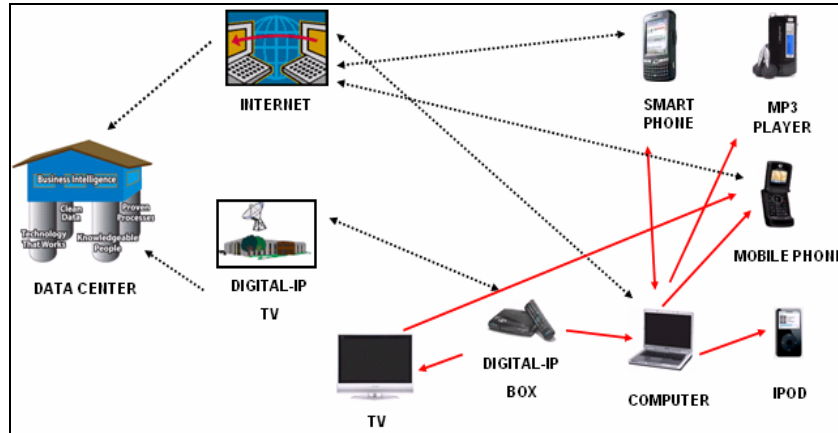 INTERNET
SMART
PHONE
MP3
PLAYER
Business Intelligence
Clean
Data
Proven
Processes
Technology
That Works
Knowledgeable
People
DATA CENTER
DIGITAL-IP
TV
MOBILE PHONE
TV
DIGITAL-IP
BOX
COMPUTER
IPOD